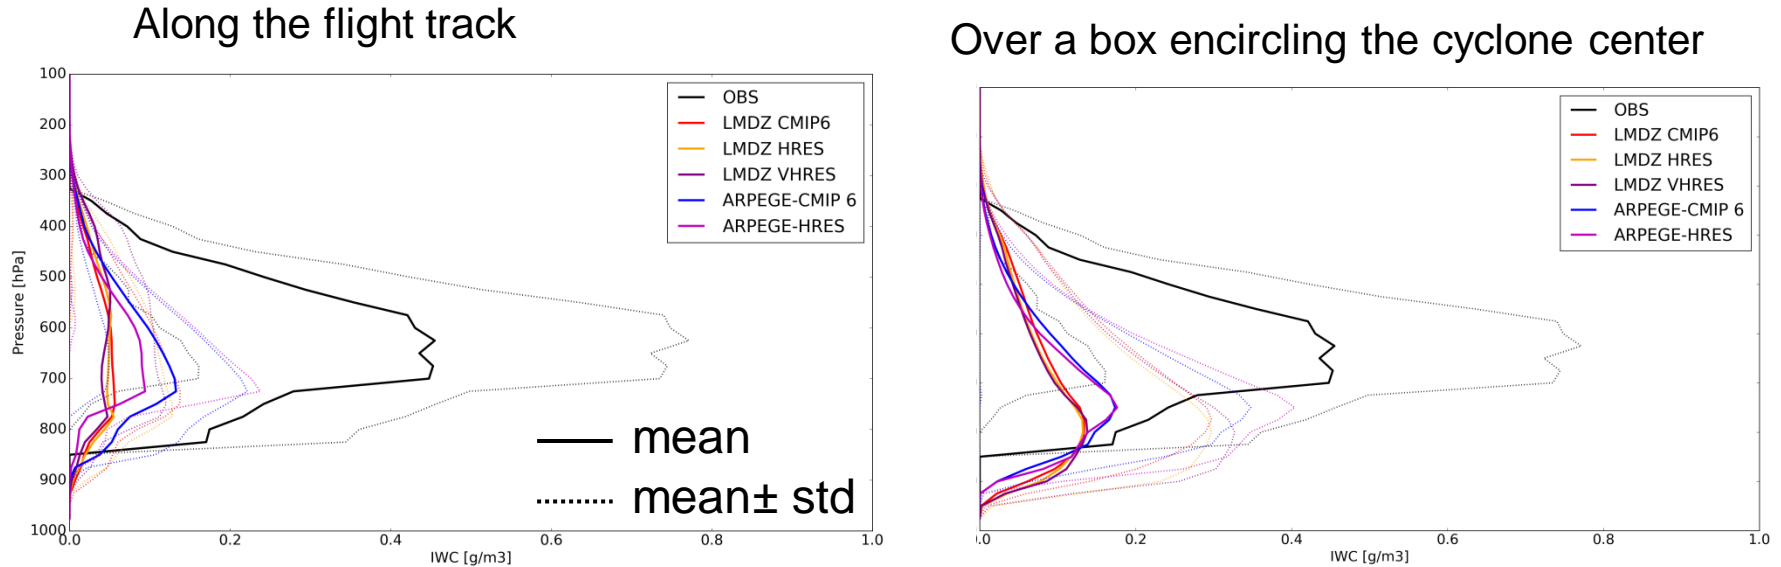 Along the flight track
Over a box encircling the cyclone center
100
200
300
400
500
600
700
800
900
1000
Pressure [hPa]
0.0
0.2
0.4
0.6
0.8
1.0
IWC [g/m3]
OBS
LMDZ CMIP6
LMDZ HRES
LMDZ VHRES
ARPEGE-CMIP 6
ARPEGE-HRES
mean
mean± std
OBS
LMDZ CMIP6
LMDZ HRES
LMDZ VHRES
ARPEGE-CMIP 6
ARPEGE-HRES
.0
0.2
0.4
0.6
0.8
1.0
IWC [g/m3]